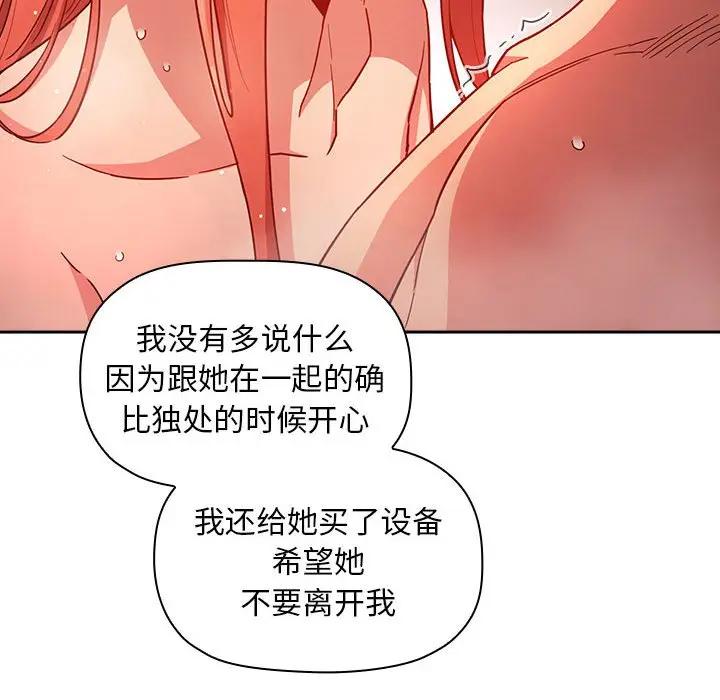 我没有多说什么
因为跟她在一起的确
比独处的时候开心
我还给她买了设备
希望她
不要离开我